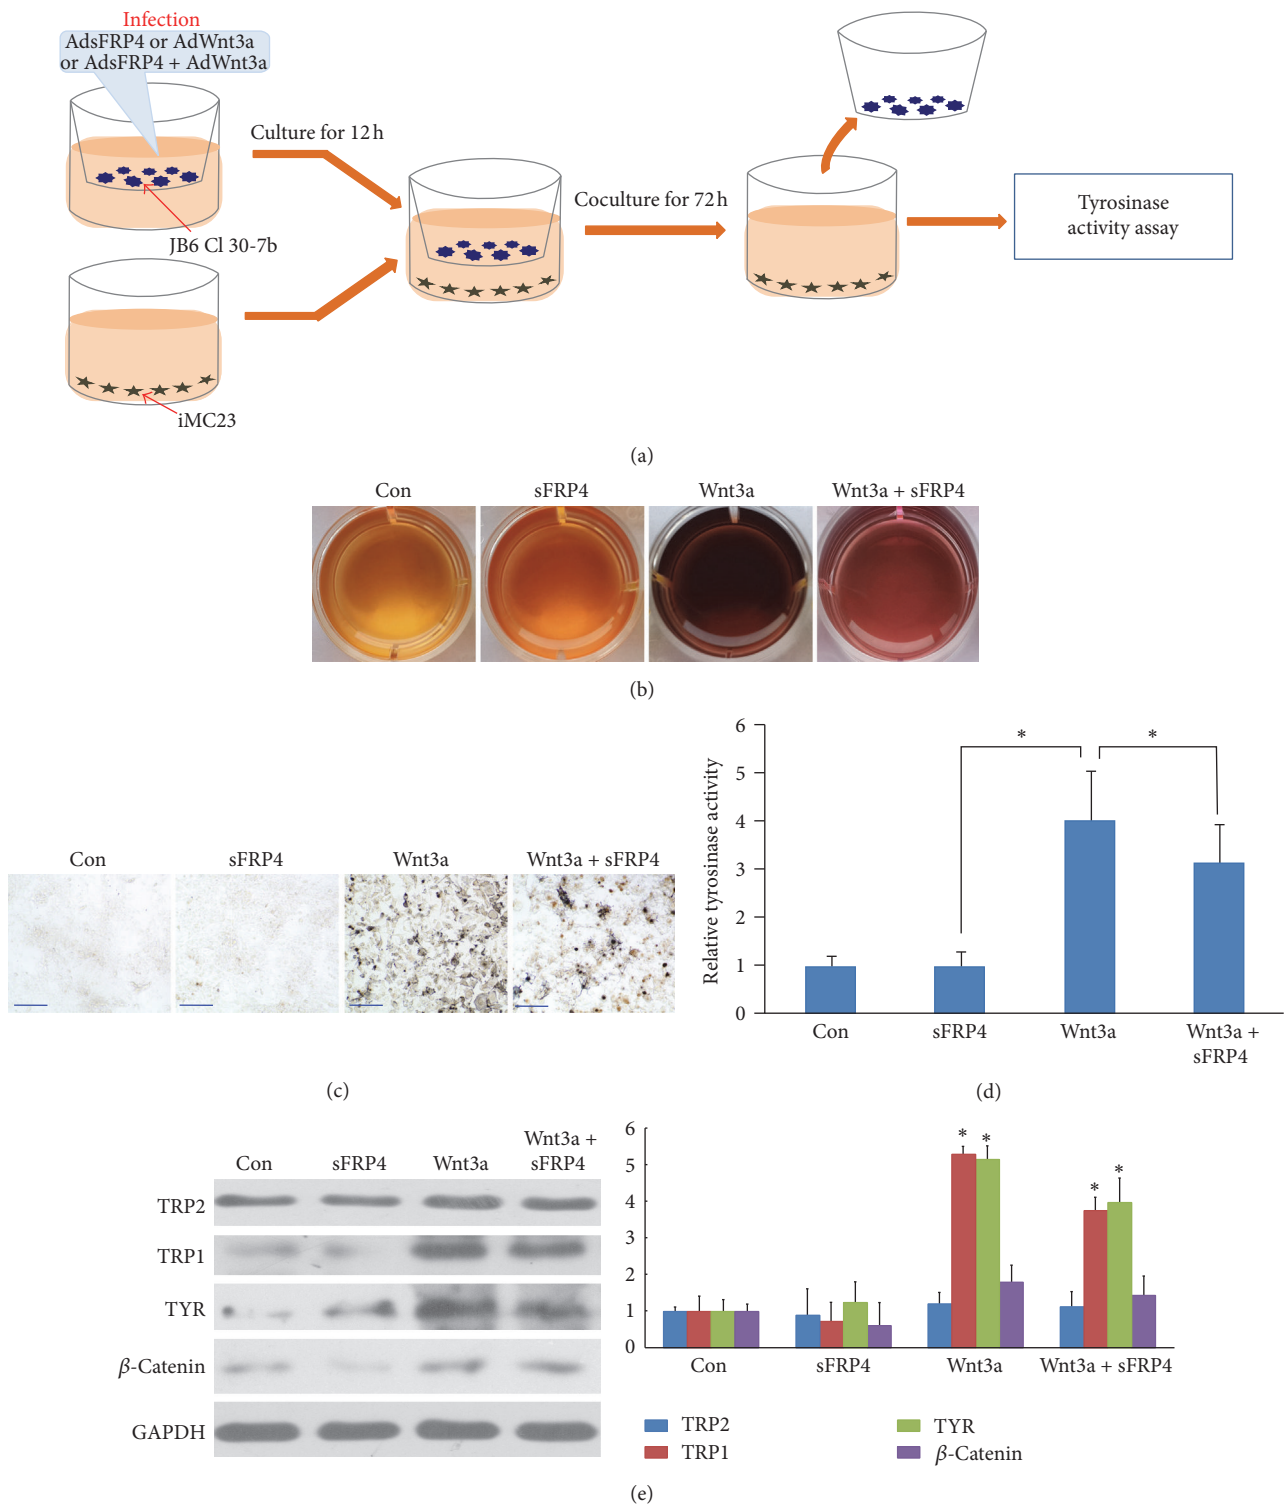 Infection
AdsFRP4 or AdWnt3a
or AdsFRP4 + AdWnt3a
Culture for 12 h
JB6 Cl 30-7b
iMC23
Coculture for 72 h
Tyrosinase
activity assay
(a)
Con
sFRP4
Wnt3a
Wnt3a + sFRP4
(b)
Con
sFRP4
Wnt3a
Wnt3a + sFRP4
(c)
Relative tyrosinase activity
6
5
4
3
2
1
0
*
*
Con
sFRP4
Wnt3a
Wnt3a +
sFRP4
(d)
Con
sFRP4
Wnt3a
Wnt3a +
sFRP4
TRP2
TRP1
TYR
β-Catenin
GAPDH
6
5
4
3
2
1
0
*
*
*
*
Con
sFRP4
Wnt3a
Wnt3a + sFRP4
TRP2
TRP1
TYR
β-Catenin
(e)